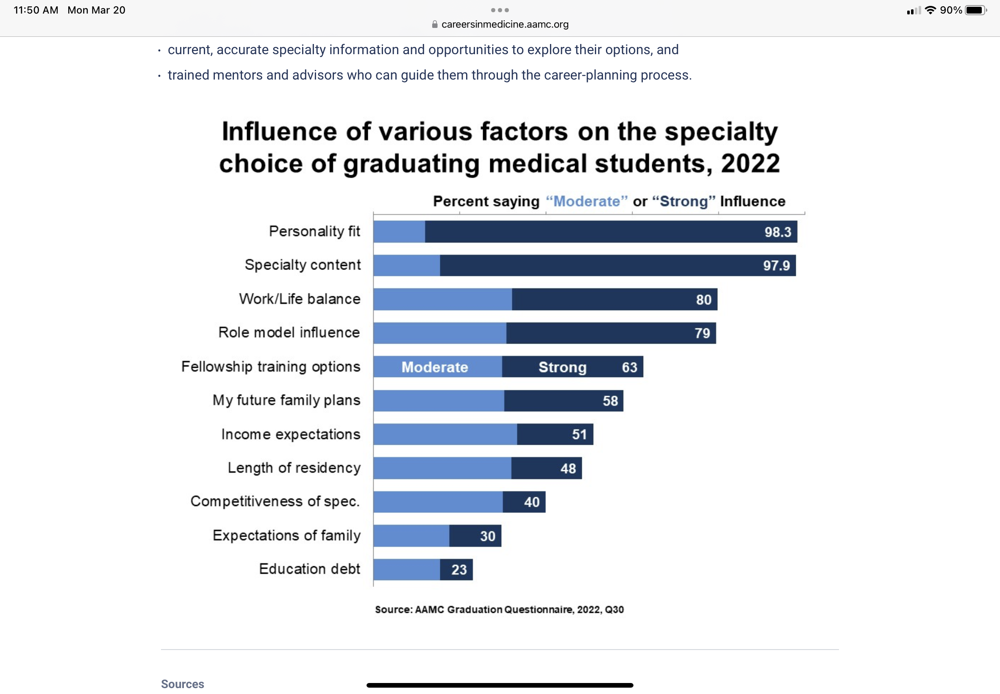 11:50 AM Mon Mar 20
90%
careersinmedicine.aamc.org
• current, accurate specialty information and opportunities to explore their options, and
• trained mentors and advisors who can guide them through the career-planning process.
Influence of various factors on the specialty
choice of graduating medical students, 2022
Percent saying “Moderate” or “Strong” Influence
Personality fit 98.3
Specialty content 97.9
Work/Life balance 80
Role model influence 79
Fellowship training options Moderate Strong 63
My future family plans 58
Income expectations 51
Length of residency 48
Competitiveness of spec. 40
Expectations of family 30
Education debt 23
Source: AAMC Graduation Questionnaire, 2022, Q30
Sources